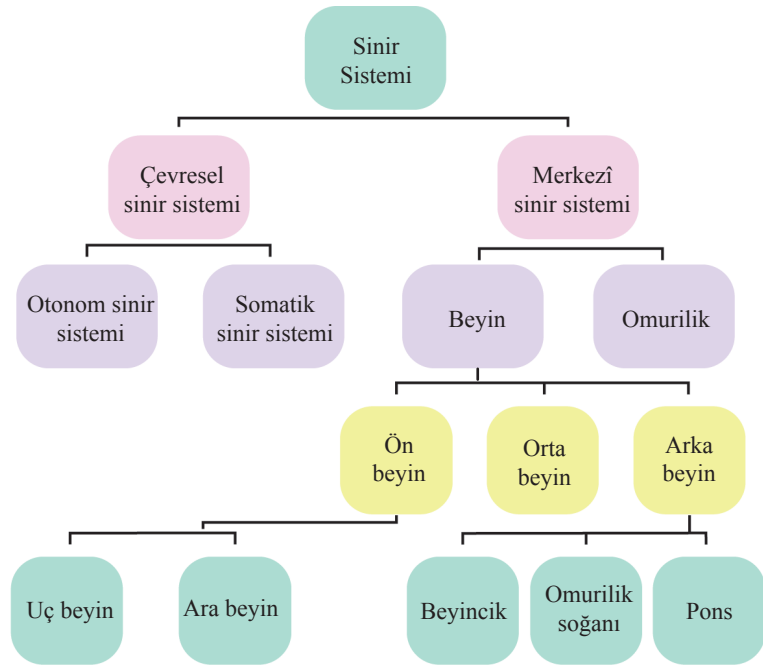 Sinir
Sistemi
Çevresel
sinir sistemi
Merkezî
sinir sistemi
Otonom sinir
sistemi
Somatik
sinir sistemi
Beyin
Omurilik
Ön
beyin
Orta
beyin
Arka
beyin
Uç beyin
Ara beyin
Beyincik
Omurilik
soğanı
Pons